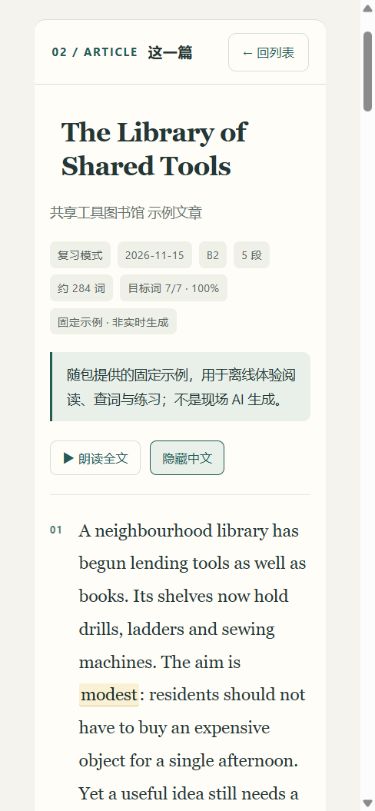 02 / ARTICLE 这一篇
← 回列表
The Library of
Shared Tools
共享工具图书馆 示例文章
复习模式 2026-11-15 B2 5 段
约 284 词 目标词 7/7 · 100%
固定示例 · 非实时生成
随包提供的固定示例，用于离线体验阅
读、查词与练习；不是现场 AI 生成。
▶ 朗读全文 隐藏中文
01 A neighbourhood library has
begun lending tools as well as
books. Its shelves now hold
drills, ladders and sewing
machines. The aim is
modest: residents should not
have to buy an expensive
object for a single afternoon.
Yet a useful idea still needs a